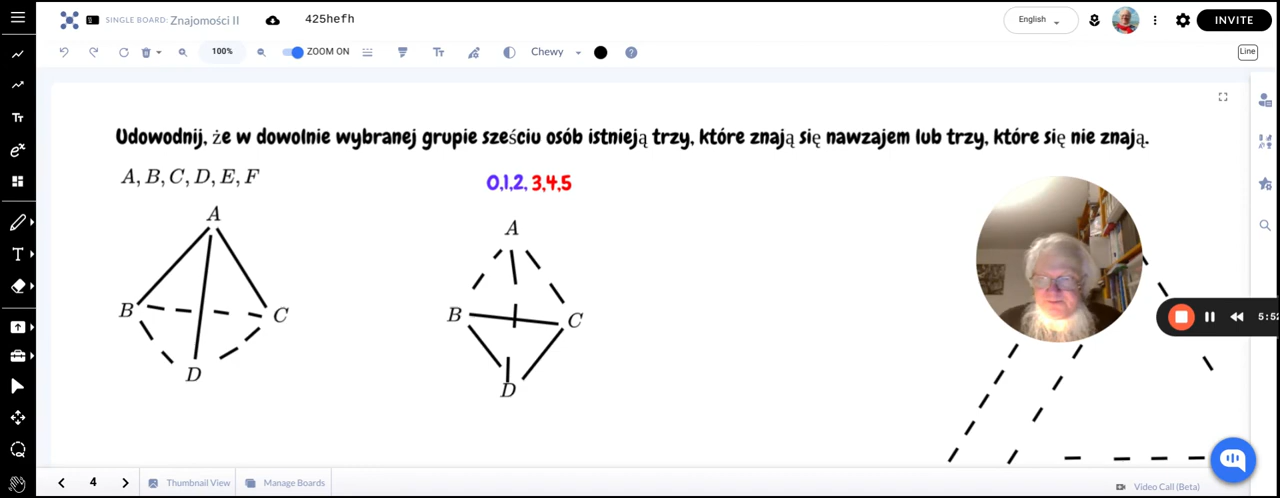 SINGLE BOARD: Znajomości II
425hefh
English
INVITE
100%
ZOOM ON
Tт
Chewy
Line
Udowodnij, że w dowolnie wybranej grupie sześciu osób istnieją trzy, które znają się nawzajem lub trzy, które się nie znają.
A, B, C, D, E, F
0,1,2, 3,4,5
A
B
C
D
A
B
C
D
5:52
4
Thumbnail View
Manage Boards
Video Call (Beta)